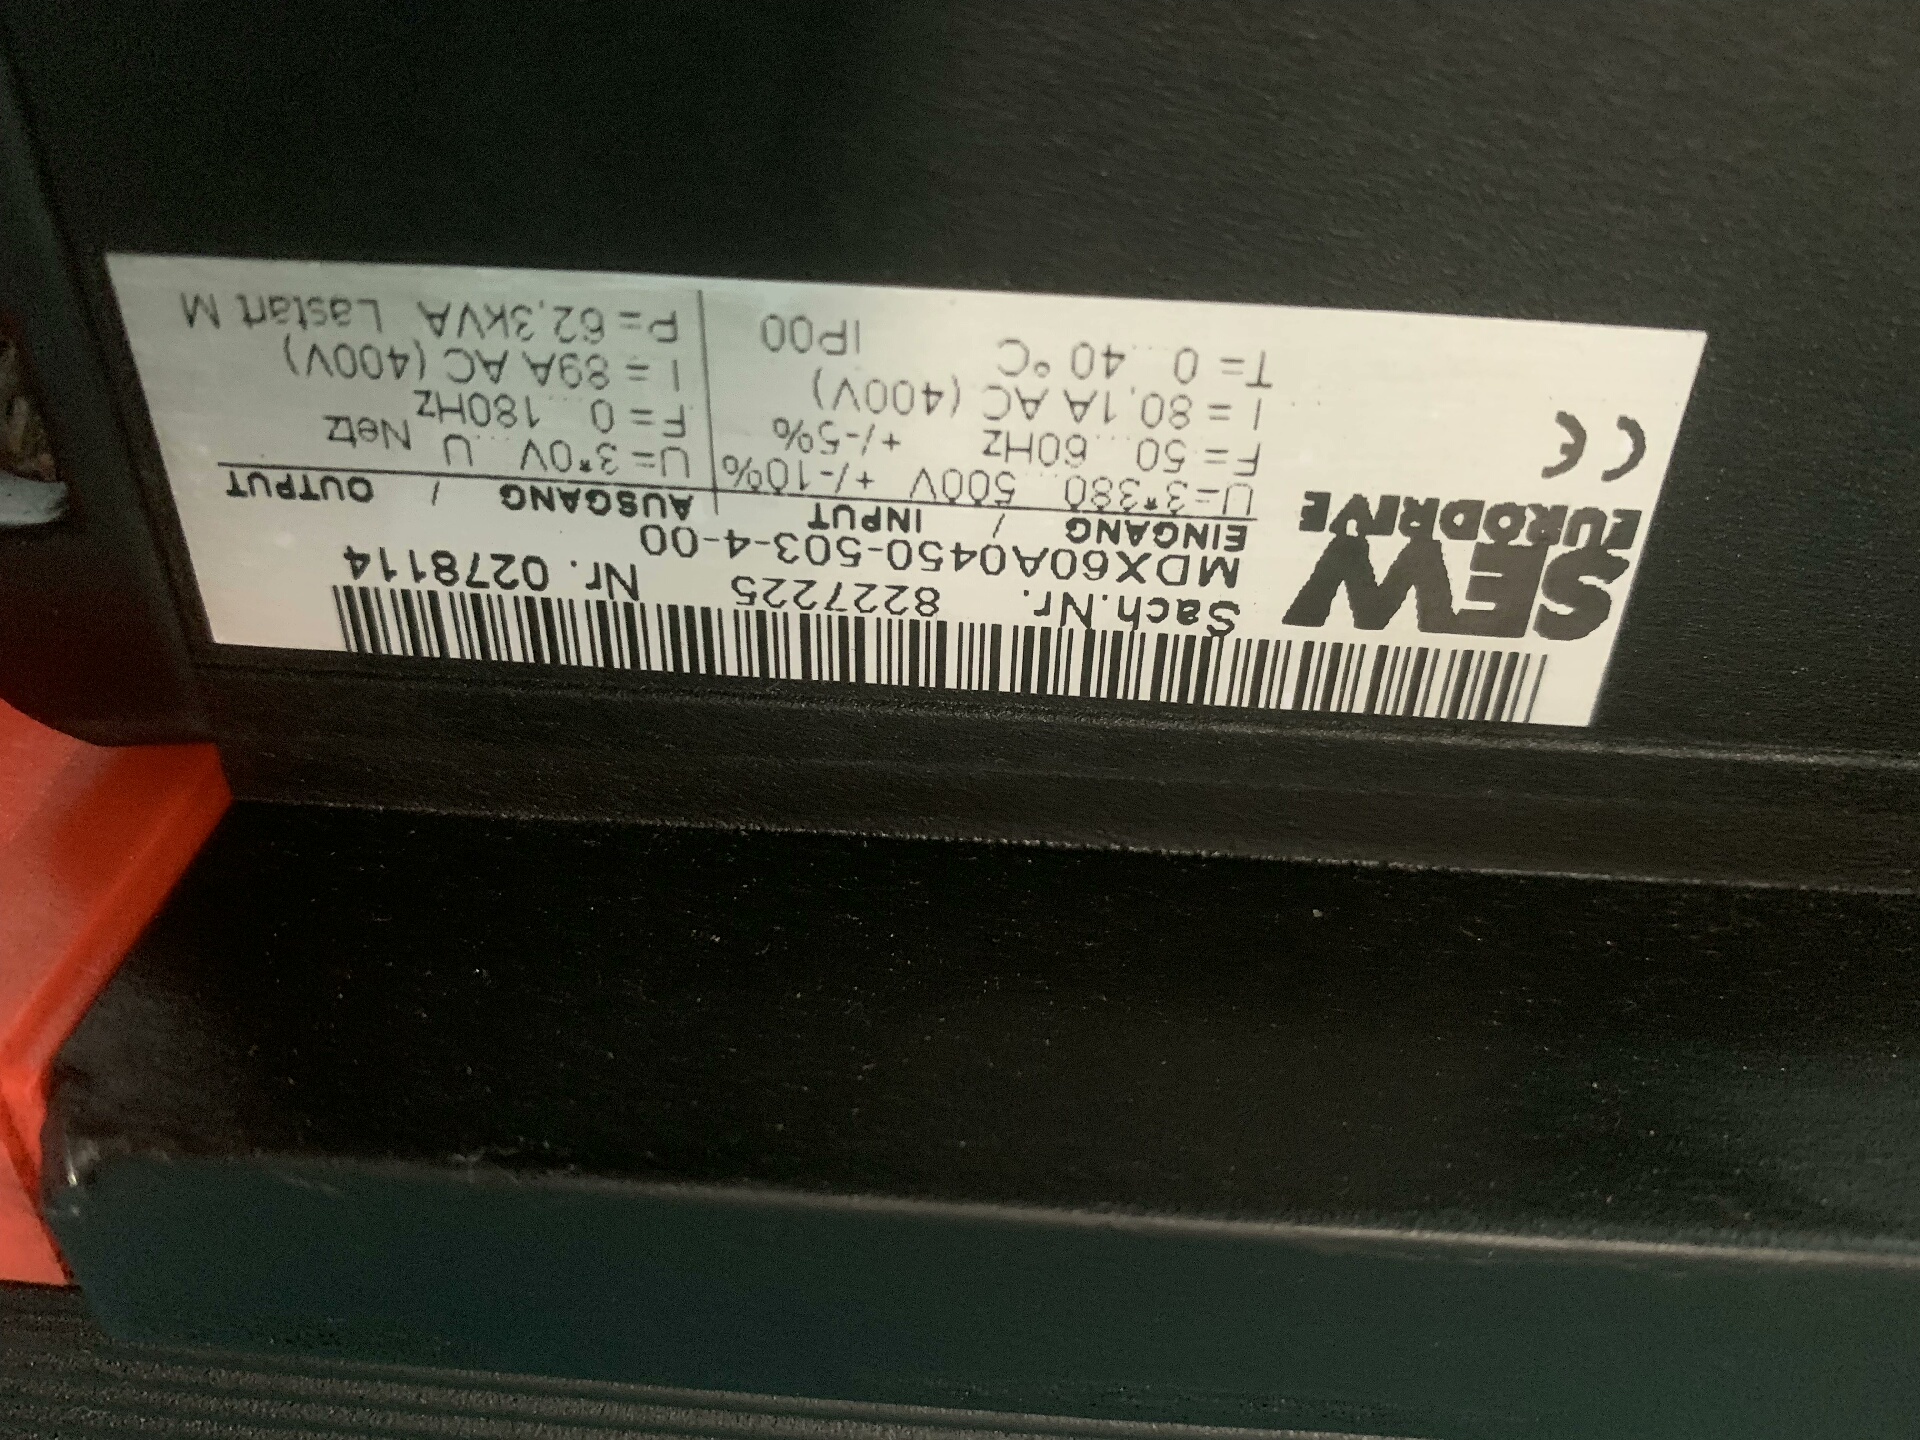 SEW
EURODRIVE
CE
Sach.Nr. 8227225 Nr. 0278114
MDX60A0450-503-4-00
EINGANG / INPUT AUSGANG / OUTPUT
U=3*380...500V +/-10% U=3*0V...U Netz
F=50...60Hz +/-5% F=0...180Hz
I=80,1A AC (400V) I=89A AC (400V)
T=0...40 °C IP00 P=62,3kVA Lastart M